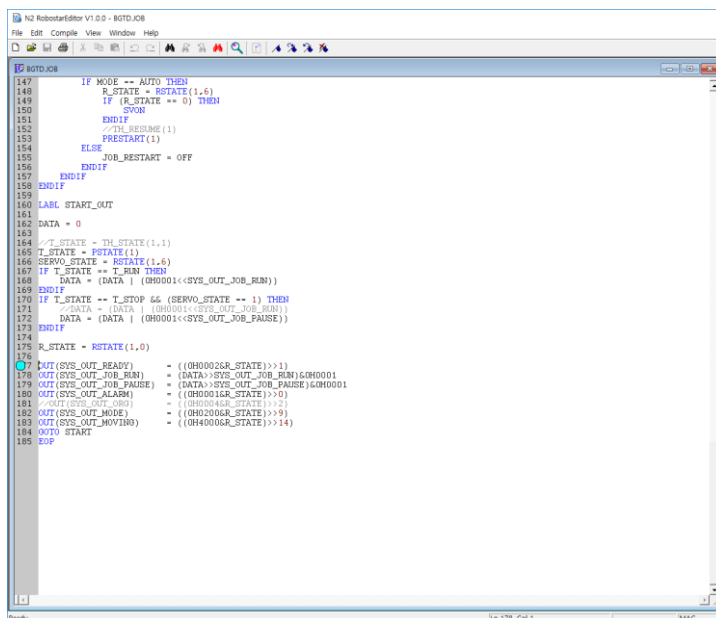 N2 RobostarEditor V1.0.0 - BGTD.JOB
File Edit Compile View Window Help
BGTD.JOB
147 IF MODE == AUTO THEN
148 R_STATE = RSTATE(1,6)
149 IF (R_STATE == 0) THEN
150 SVON
151 ENDIF
152 //TH_RESUME(1)
153 PRESTART(1)
154 ELSE
155 JOB_RESTART = OFF
156 ENDIF
157 ENDIF
158 ENDIF
159
160 LABL START_OUT
161
162 DATA = 0
163
164 //T_STATE = TH_STATE(1,1)
165 T_STATE = PSTATE(1)
166 SERVO_STATE = RSTATE(1,6)
167 IF T_STATE == T_RUN THEN
168 DATA = (DATA | (0H0001<<SYS_OUT_JOB_RUN))
169 ENDIF
170 IF T_STATE == T_STOP && (SERVO_STATE == 1) THEN
171 //DATA = (DATA | (0H0001<<SYS_OUT_JOB_RUN))
172 DATA = (DATA | (0H0001<<SYS_OUT_JOB_PAUSE))
173 ENDIF
174
175 R_STATE = RSTATE(1,0)
176
77 OUT(SYS_OUT_READY) = ((0H0002&R_STATE)>>1)
178 OUT(SYS_OUT_JOB_RUN) = (DATA>>SYS_OUT_JOB_RUN)&0H0001
179 OUT(SYS_OUT_JOB_PAUSE) = (DATA>>SYS_OUT_JOB_PAUSE)&0H0001
180 OUT(SYS_OUT_ALARM) = ((0H0001&R_STATE)>>0)
181 //OUT(SYS_OUT_ORG) = ((0H0004&R_STATE)>>2)
182 OUT(SYS_OUT_MODE) = ((0H0200&R_STATE)>>9)
183 OUT(SYS_OUT_MOVING) = ((0H4000&R_STATE)>>14)
184 GOTO START
185 EOP
Ready Ln 178, Col 1 MAC